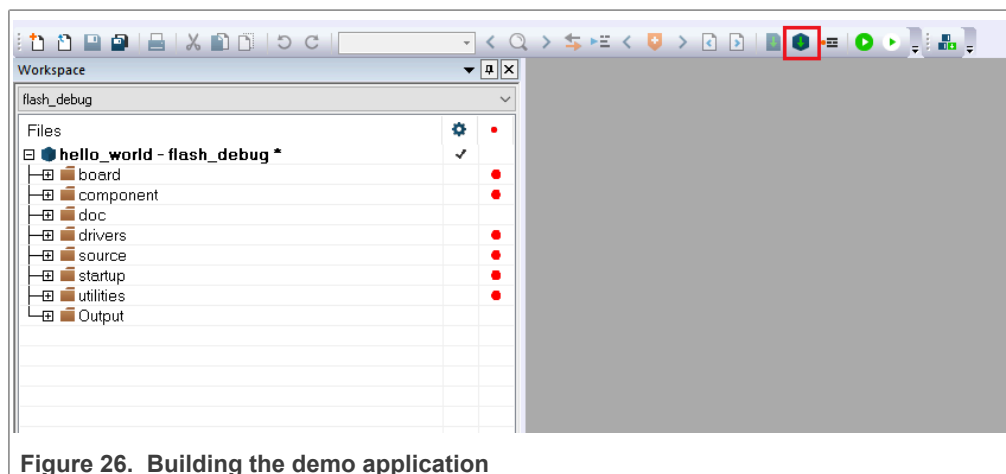 Workspace
flash_debug
Files
hello_world - flash_debug *
board
component
doc
drivers
source
startup
utilities
Output
Figure 26. Building the demo application